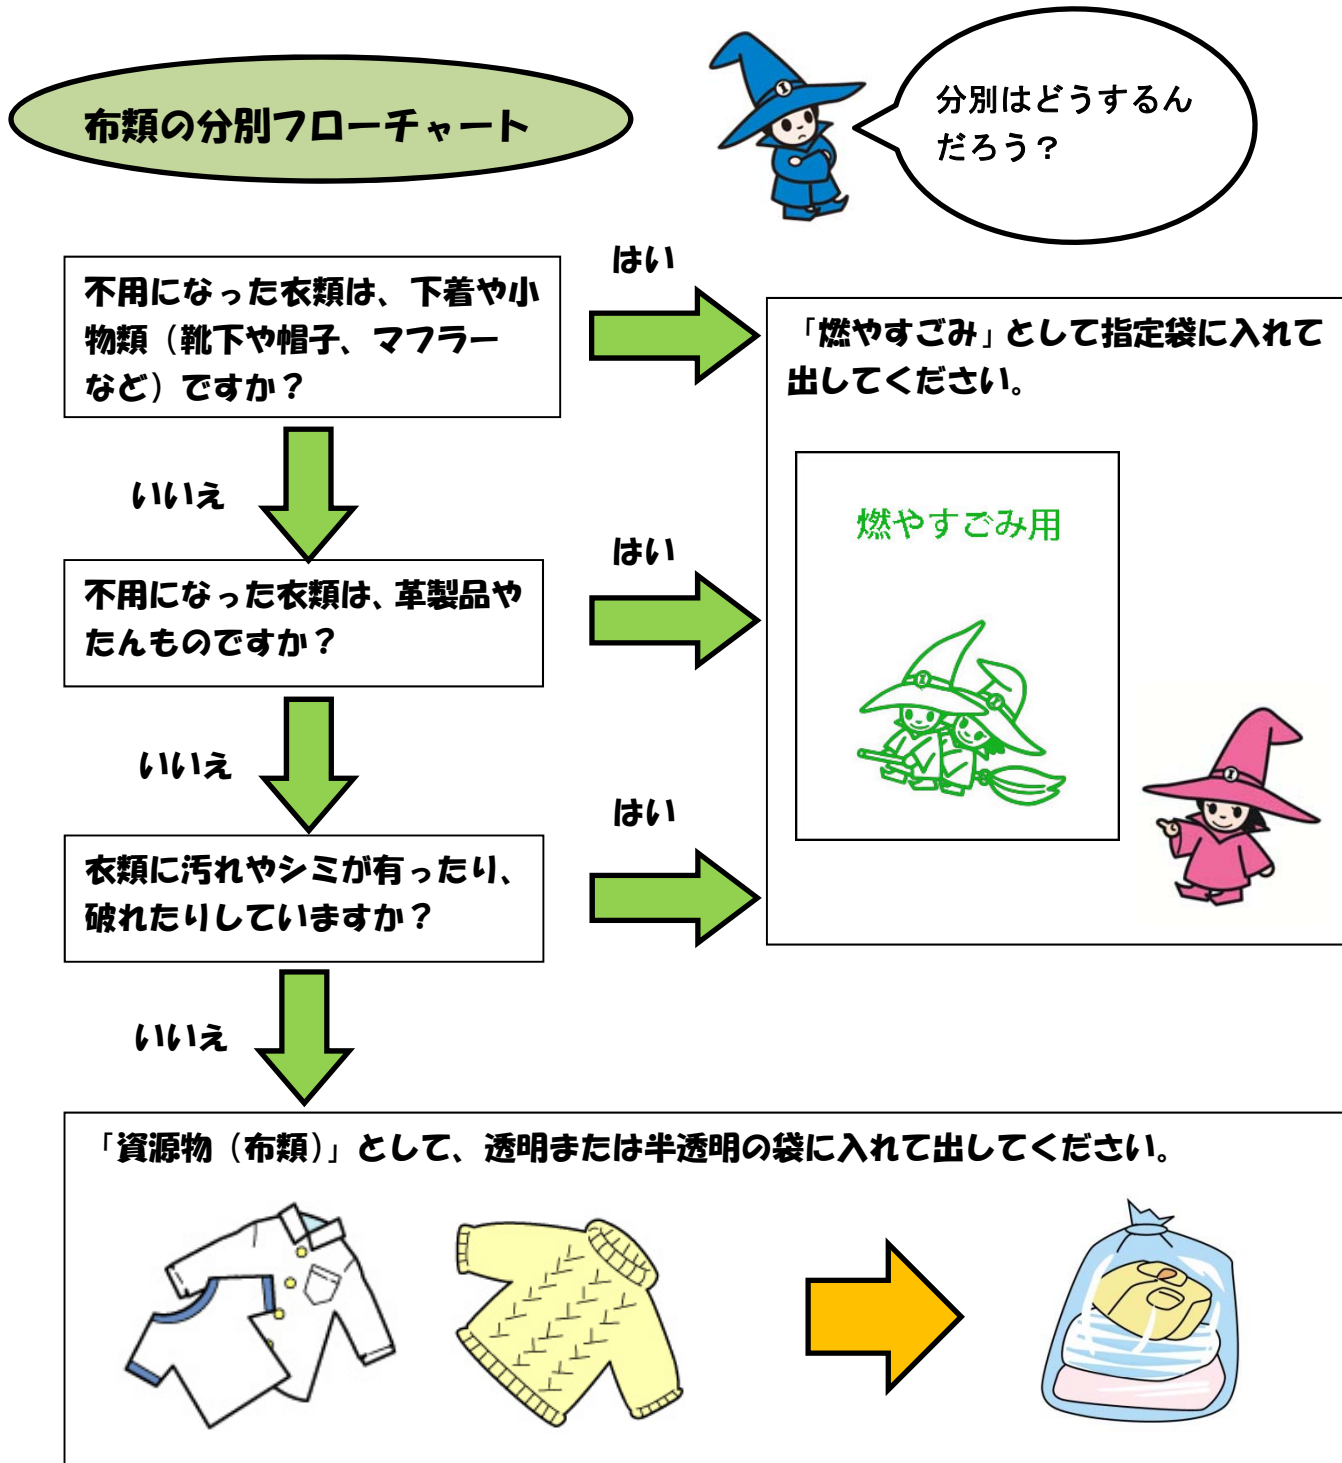 布類の分別フローチャート
分別はどうするん
だろう？
はい
不用になった衣類は、下着や小
物類（靴下や帽子、マフラー
など）ですか？
「燃やすごみ」として指定袋に入れて
出してください。
いいえ
燃やすごみ用
はい
不用になった衣類は、革製品や
たんものですか？
いいえ
はい
衣類に汚れやシミが有ったり、
破れたりしていますか？
いいえ
「資源物（布類）」として、透明または半透明の袋に入れて出してください。